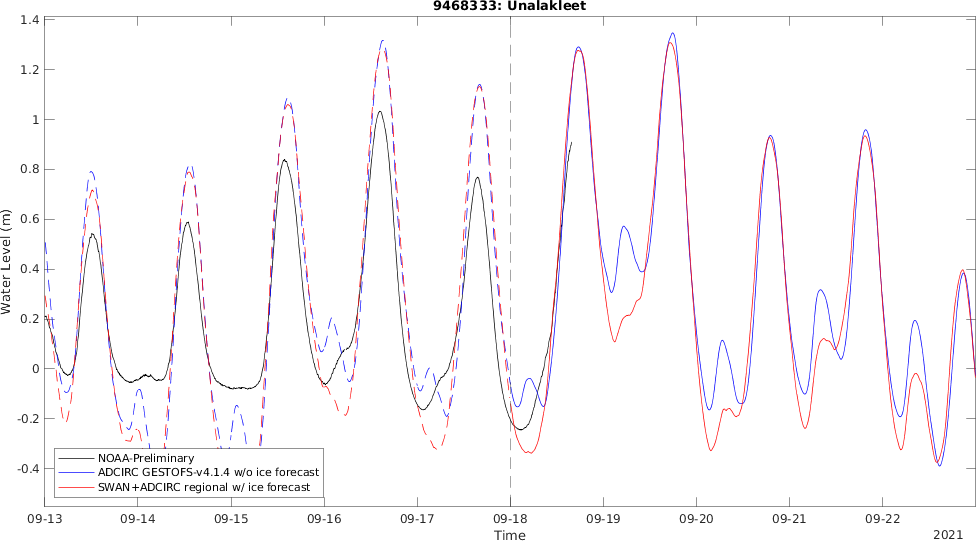 9468333: Unalakleet
1.4
1.2
1
0.8
0.6
0.4
0.2
0
-0.2
-0.4
Water Level (m)
NOAA-Preliminary
ADCIRC GESTOFS-v4.1.4 w/o ice forecast
SWAN+ADCIRC regional w/ ice forecast
09-13 09-14 09-15 09-16 09-17 09-18 09-19 09-20 09-21 09-22
Time
2021